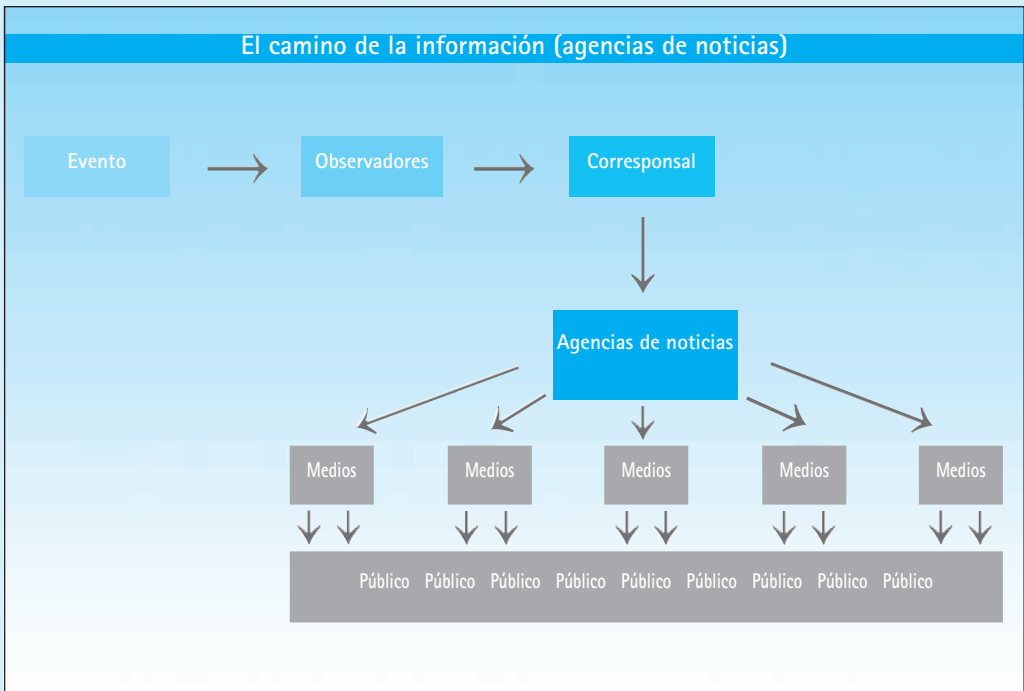 El camino de la información (agencias de noticias)
Evento
Observadores
Corresponsal
Agencias de noticias
Medios
Medios
Medios
Medios
Medios
Público Público Público Público Público Público Público Público Público